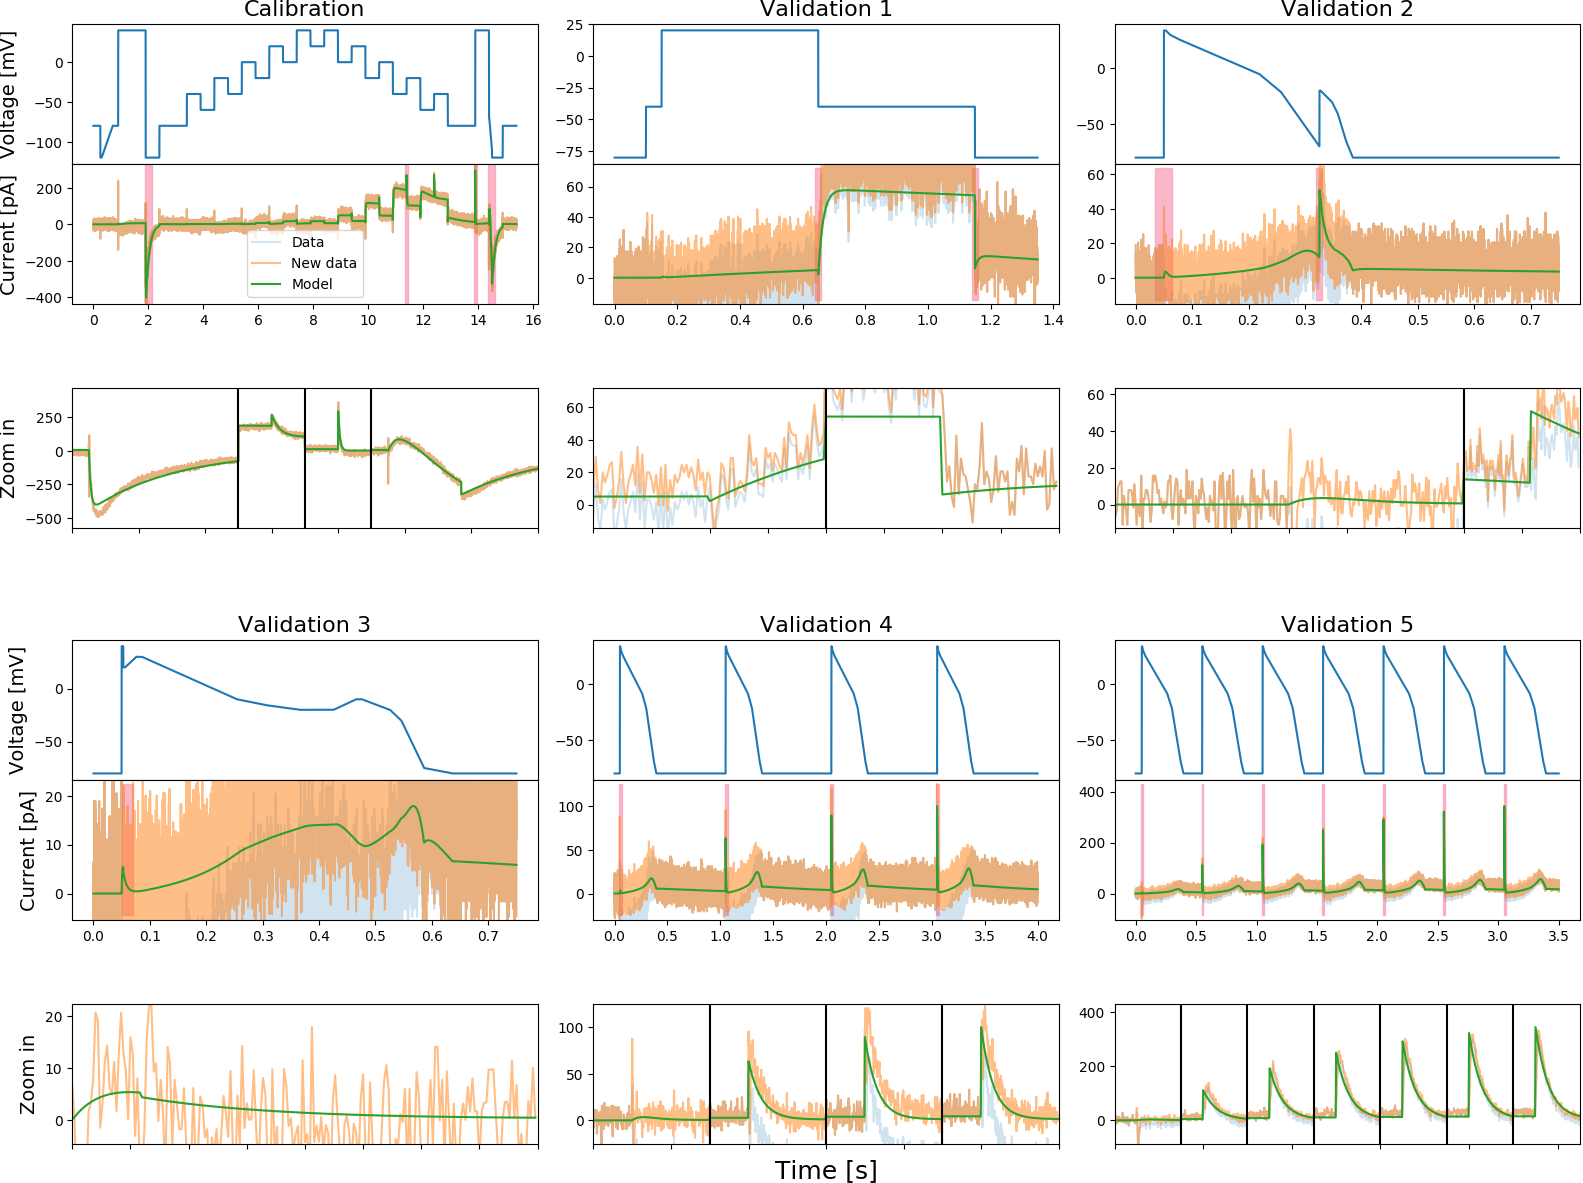 Calibration
Validation 1
Validation 2
Voltage [mV]
0
−50
−100
25
0
−25
−50
−75
0
−50
Current [pA]
200
0
−200
−400
Data
New data
Model
0 2 4 6 8 10 12 14 16
60
40
20
0
0.0 0.2 0.4 0.6 0.8 1.0 1.2 1.4
60
40
20
0
0.0 0.1 0.2 0.3 0.4 0.5 0.6 0.7
Zoom in
250
0
−250
−500
60
40
20
0
60
40
20
0
Validation 3
Validation 4
Validation 5
Voltage [mV]
0
−50
0
−50
0
−50
Current [pA]
20
10
0
0.0 0.1 0.2 0.3 0.4 0.5 0.6 0.7
100
50
0
0.0 0.5 1.0 1.5 2.0 2.5 3.0 3.5 4.0
400
200
0
0.0 0.5 1.0 1.5 2.0 2.5 3.0 3.5
Zoom in
20
10
0
100
50
0
400
200
0
Time [s]